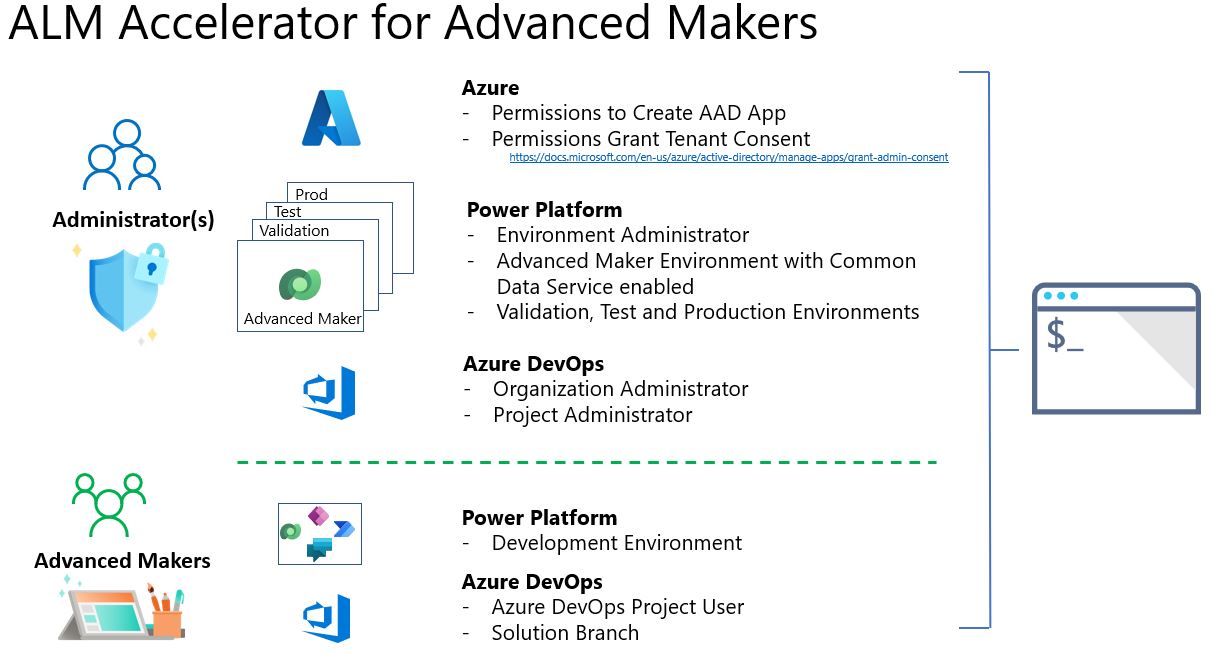 ALM Accelerator for Advanced Makers
Azure
- Permissions to Create AAD App
- Permissions Grant Tenant Consent
https://docs.microsoft.com/en-us/azure/active-directory/manage-apps/grant-admin-consent
Administrator(s)
Prod
Test
Validation
Advanced Maker
Power Platform
- Environment Administrator
- Advanced Maker Environment with Common
Data Service enabled
- Validation, Test and Production Environments
Azure DevOps
- Organization Administrator
- Project Administrator
$_
Advanced Makers
Power Platform
- Development Environment
Azure DevOps
- Azure DevOps Project User
- Solution Branch